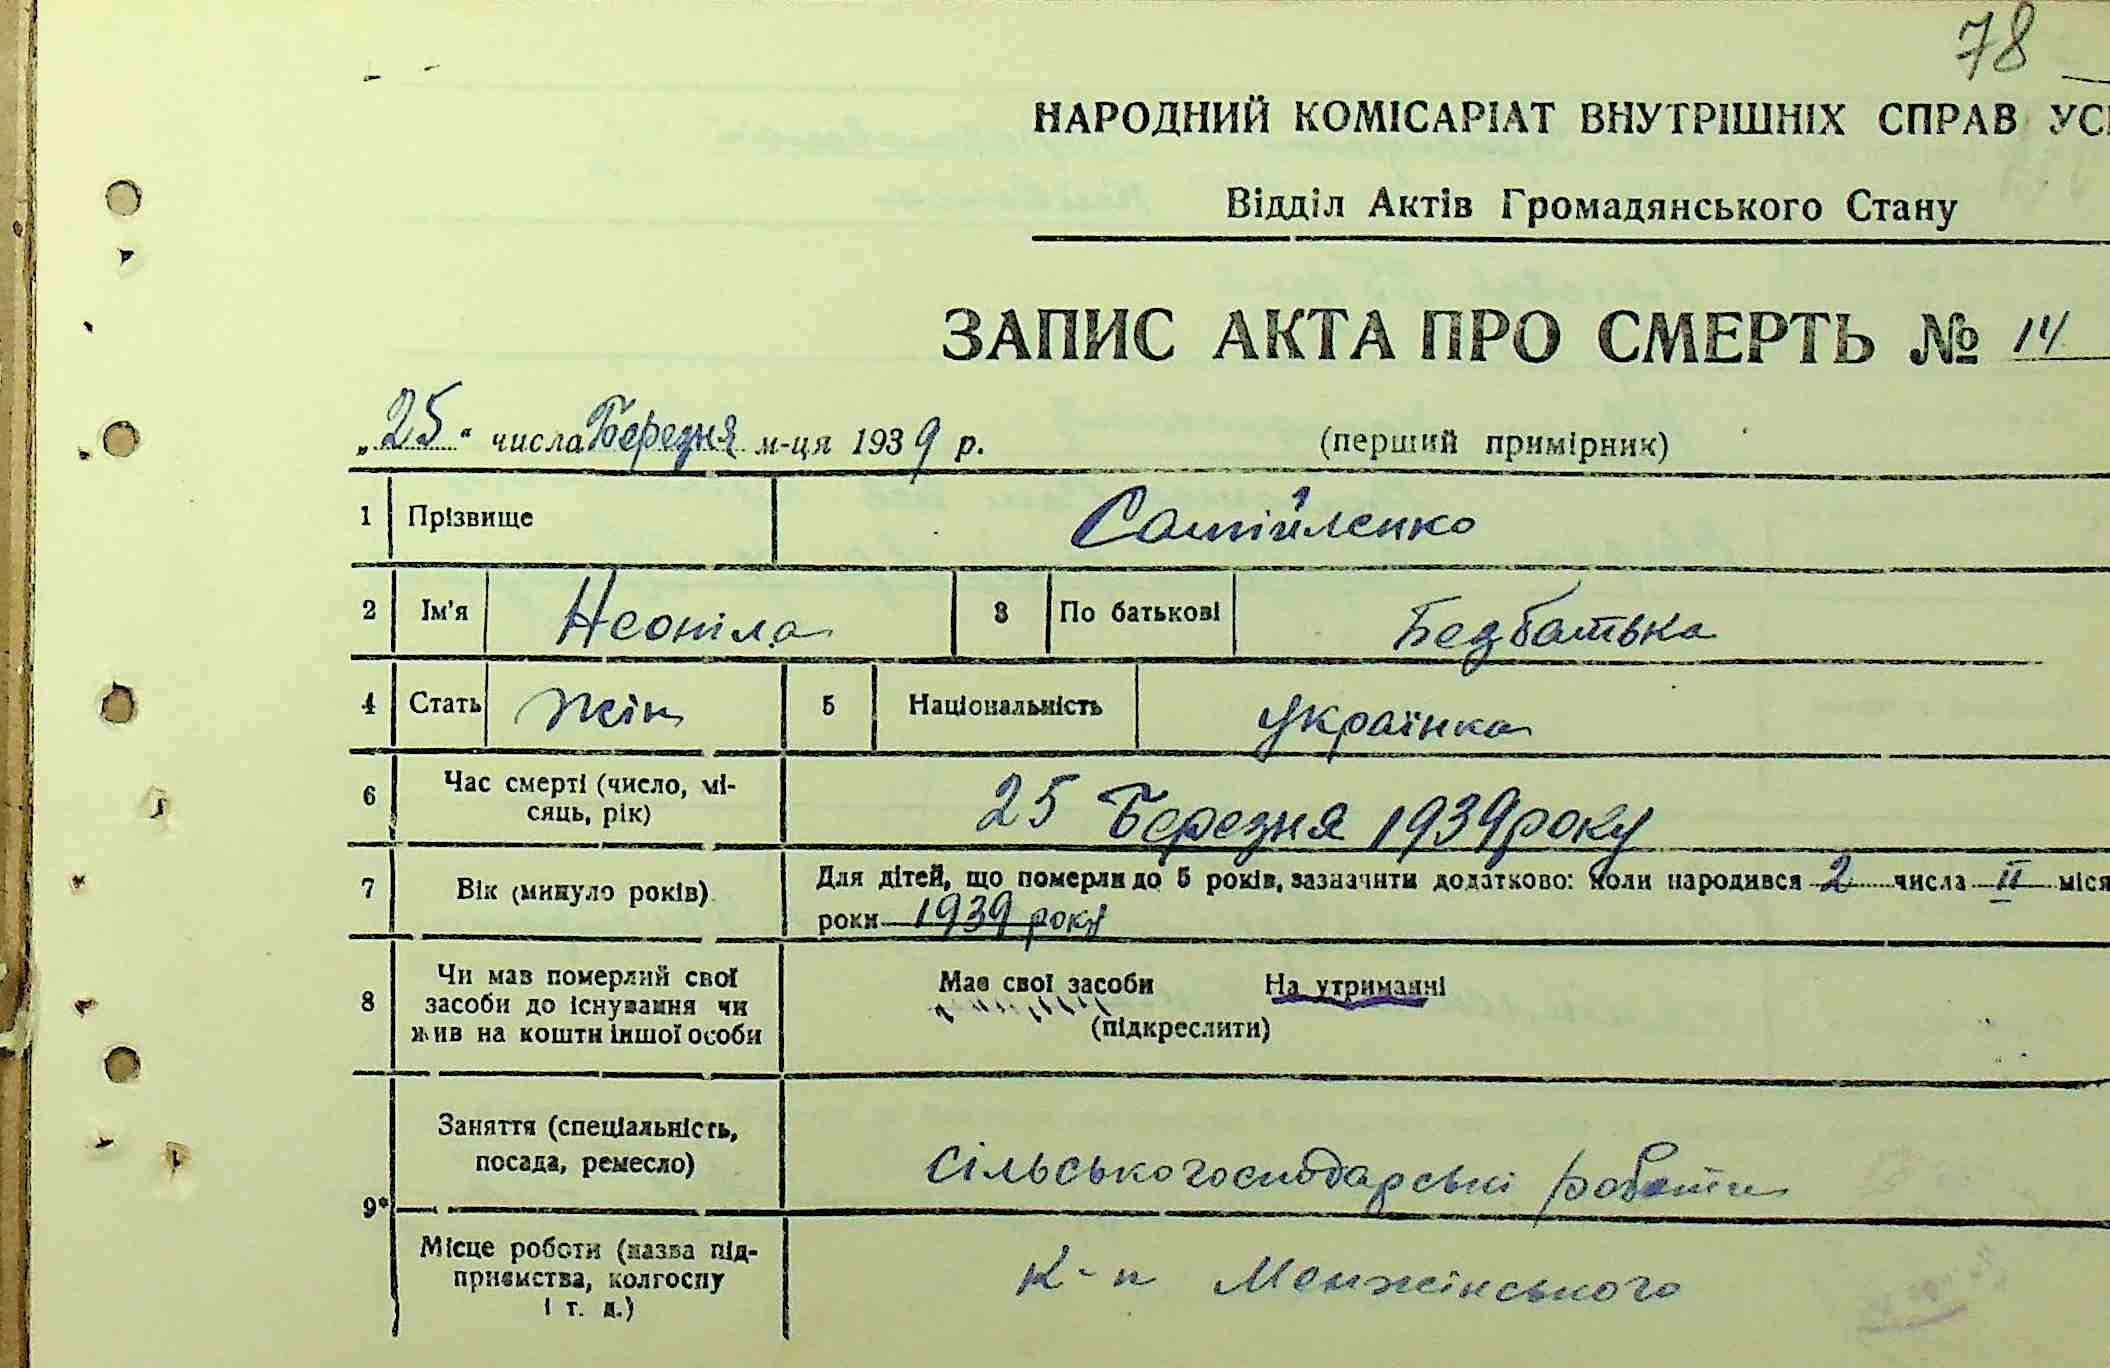 78
НАРОДНИЙ КОМІСАРІАТ ВНУТРІШНІХ СПРАВ УС
Відділ Актів Громадянського Стану
ЗАПИС АКТА ПРО СМЕРТЬ № 14
„25“ числа Березня м-ця 1939 р. (перший примірник)
1 Прізвище Самійленко
2 Ім'я Неоніла 3 По батькові Безбатька
4 Стать жін 5 Національність українка
6 Час смерті (число, мі-
сяць, рік) 25 Березня 1939 року
7 Вік (минуло років) Для дітей, що померли до 5 років, зазначити додатково: коли народився 2 числа II міся
роки 1939 року
8 Чи мав померлий свої
засоби до існування чи
жив на кошти іншої особи
Має свої засоби На утриманні
(підкреслити)
9* Заняття (спеціальність,
посада, ремесло) сільськогосподарські роботи
Місце роботи (назва під-
приємства, колгоспу
і т. д.) К-п Менжінського